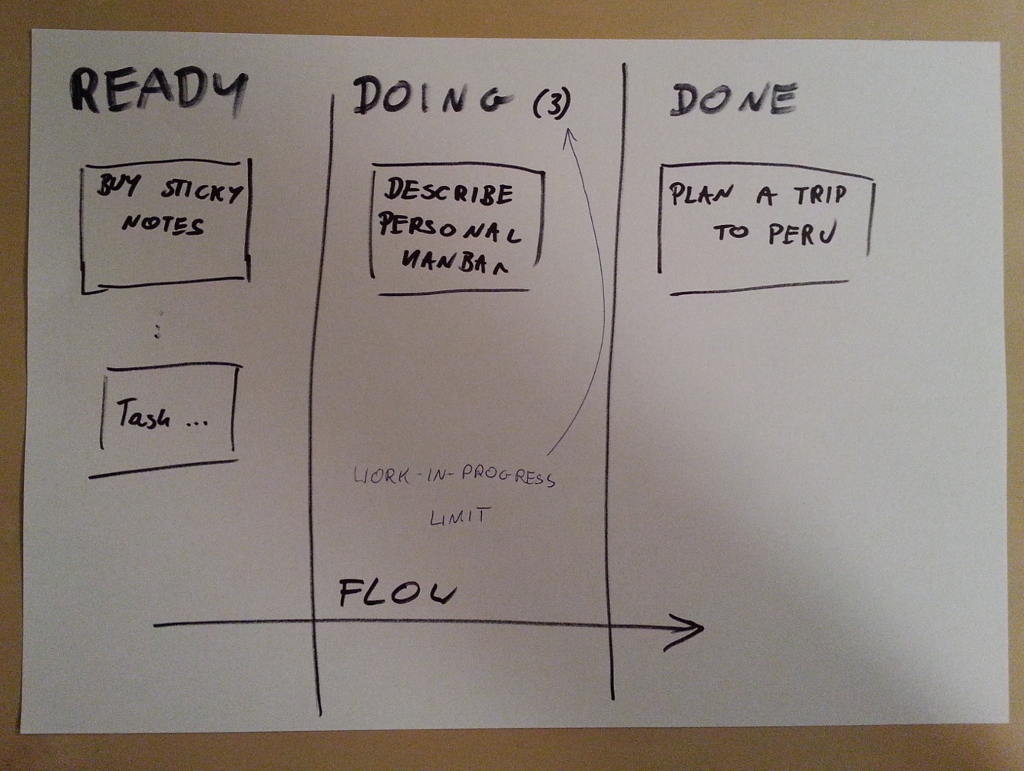 READY
BUY STICKY
NOTES
:
Task ...
DOING (3)
DESCRIBE
PERSONAL
KANBAN
WORK-IN-PROGRESS
LIMIT
DONE
PLAN A TRIP
TO PERU
FLOW